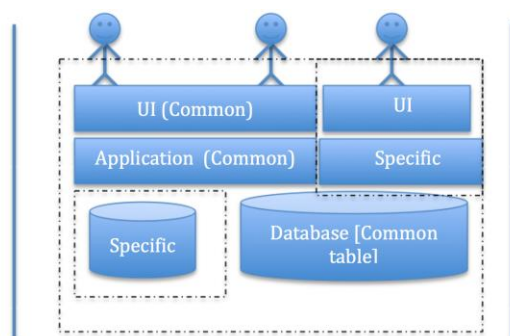 UI (Common)
UI
Application (Common)
Specific
Specific
Database [Common
table]